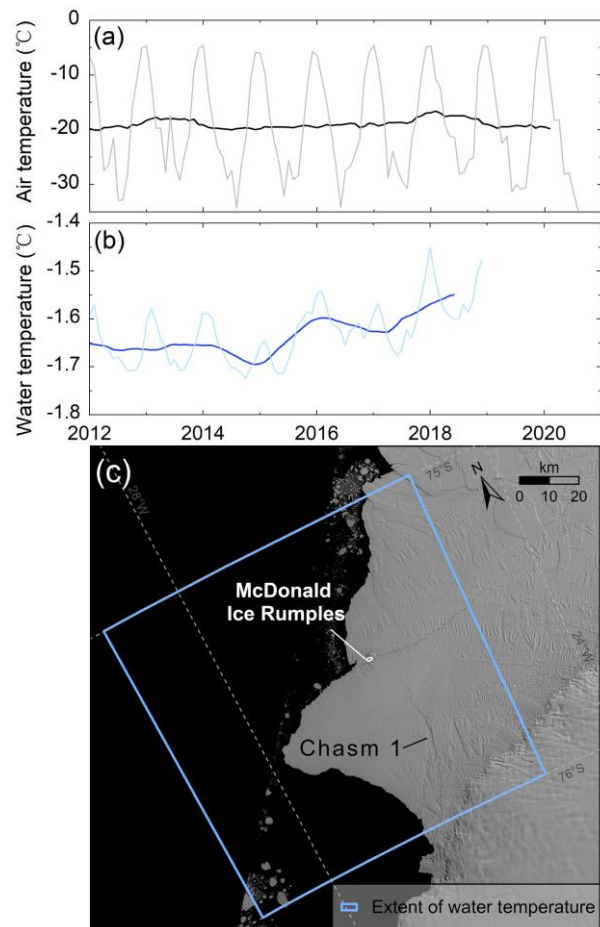 (a)
Air temperature (℃)
0
-10
-20
-30
(b)
Water temperature (℃)
-1.4
-1.5
-1.6
-1.7
-1.8
2012 2014 2016 2018 2020
(c)
28°W
75°S
N
km
0 10 20
McDonald
Ice Rumples
24°W
Chasm 1
76°S
Extent of water temperature